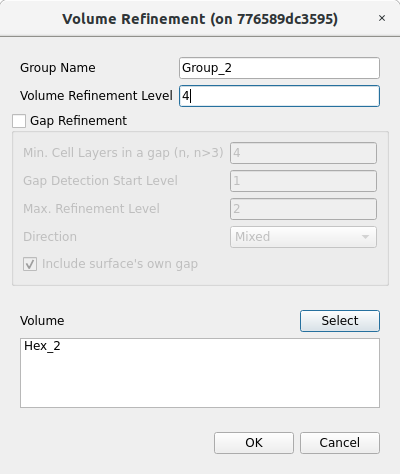 Volume Refinement (on 776589dc3595) ×
Group Name Group_2
Volume Refinement Level 4
Gap Refinement
Min. Cell Layers in a gap (n, n>3) 4
Gap Detection Start Level 1
Max. Refinement Level 2
Direction Mixed
Include surface's own gap
Volume Select
Hex_2
OK Cancel